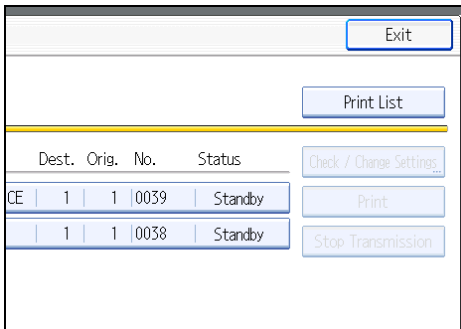 Exit
Print List
Dest. Orig. No. Status
Check / Change Settings...
CE 1 1 0039 Standby
Print
1 1 0038 Standby
Stop Transmission